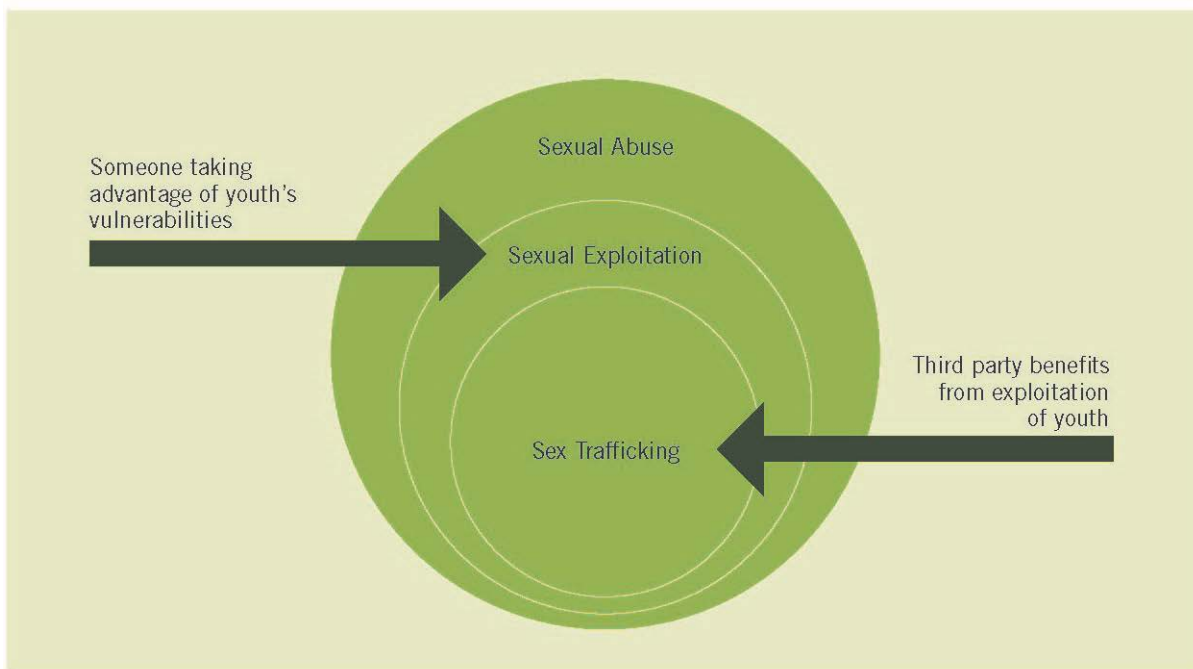 Sexual Abuse
Someone taking
advantage of youth's
vulnerabilities
Sexual Exploitation
Third party benefits
from exploitation
of youth
Sex Trafficking